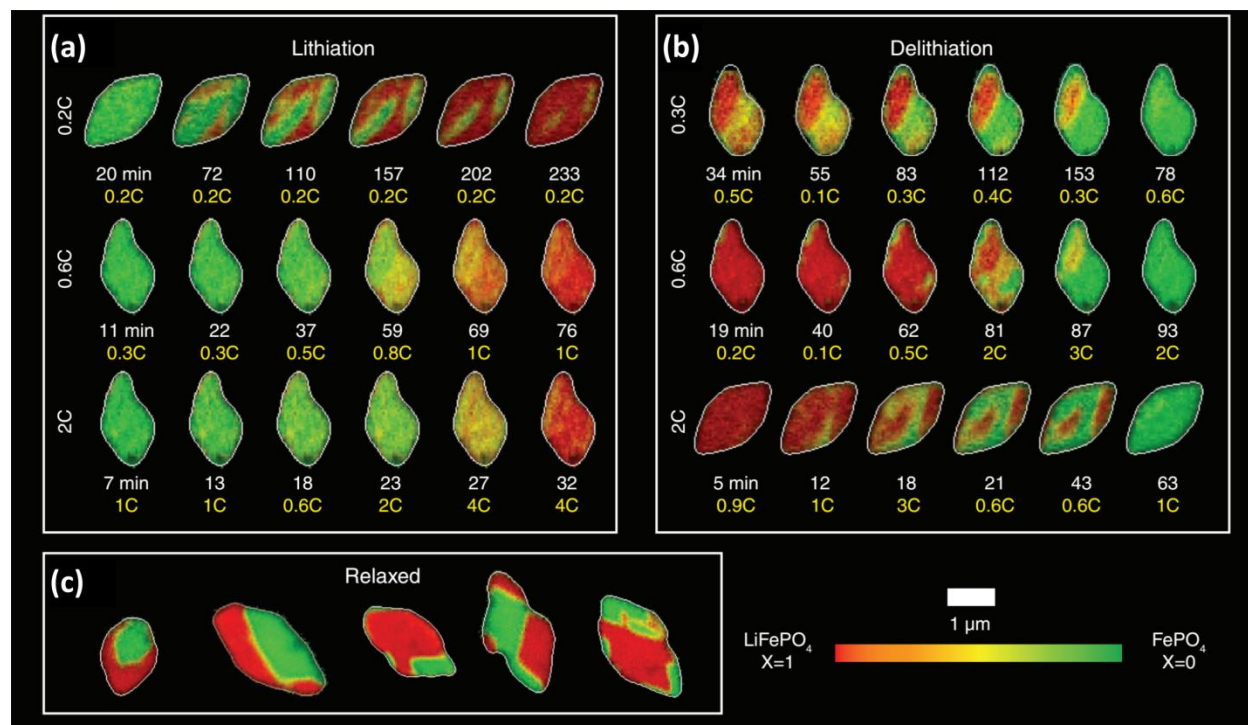 (a) Lithiation
0.2C
20 min 72 110 157 202 233
0.2C 0.2C 0.2C 0.2C 0.2C 0.2C
0.6C
11 min 22 37 59 69 76
0.3C 0.3C 0.5C 0.8C 1C 1C
2C
7 min 13 18 23 27 32
1C 1C 0.6C 2C 4C 4C
(b) Delithiation
0.3C
34 min 55 83 112 153 78
0.5C 0.1C 0.3C 0.4C 0.3C 0.6C
0.6C
19 min 40 62 81 87 93
0.2C 0.1C 0.5C 2C 3C 2C
2C
5 min 12 18 21 43 63
0.9C 1C 3C 0.6C 0.6C 1C
(c) Relaxed
1 μm
LiFePO₄
X=1
FePO₄
X=0